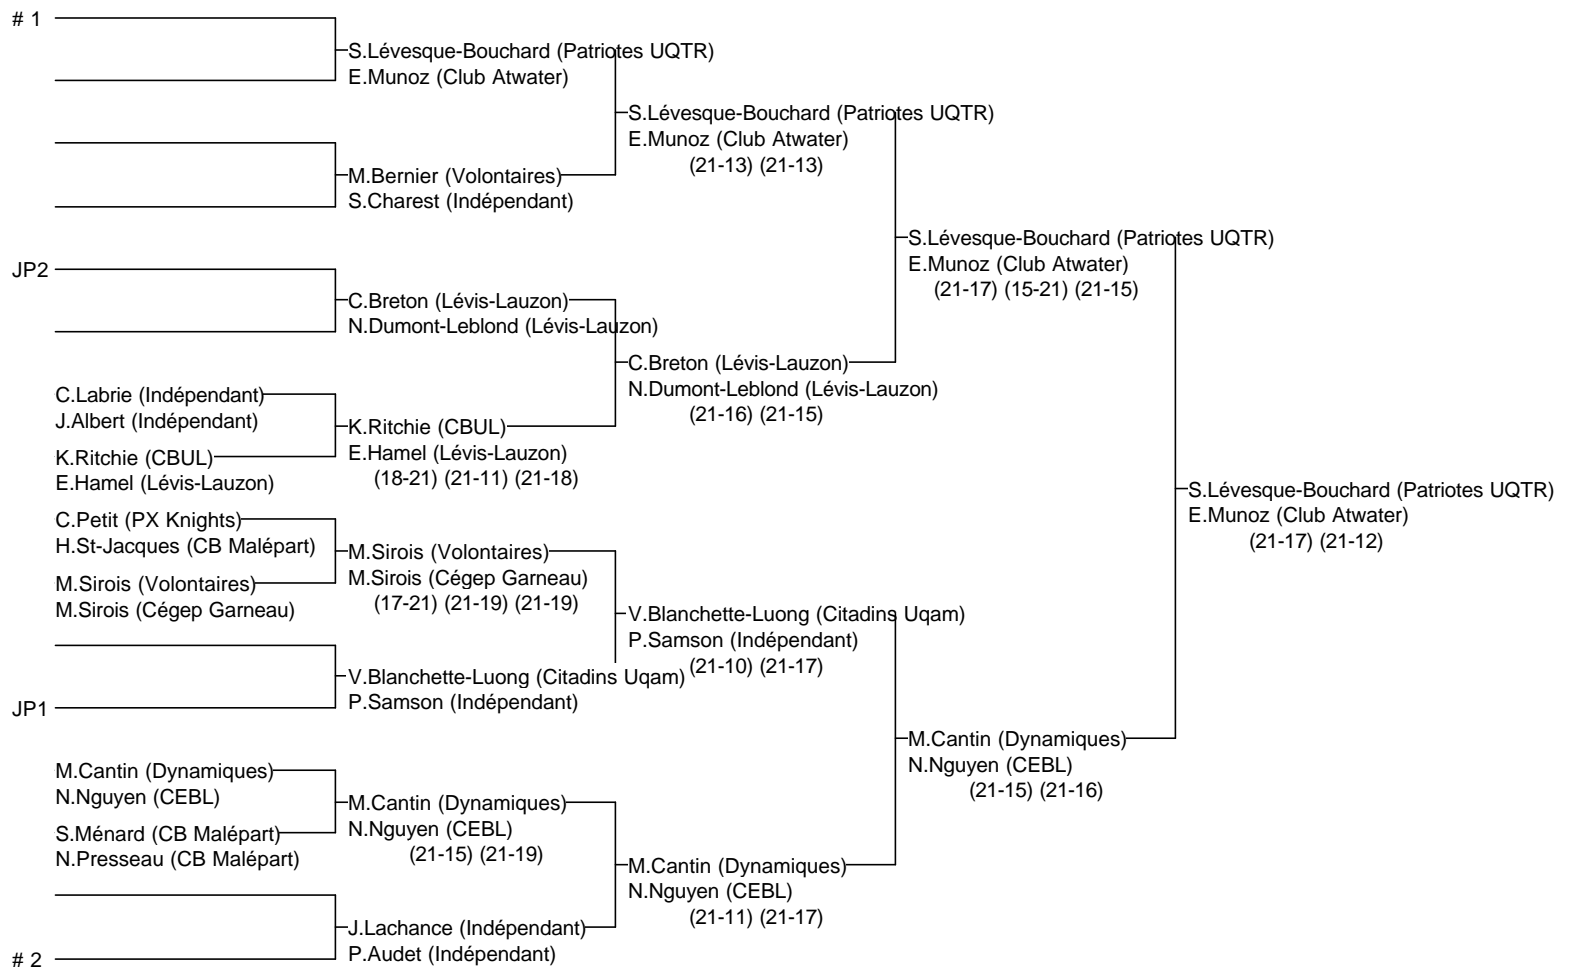 # 1
S.Lévesque-Bouchard (Patriotes UQTR)
E.Munoz (Club Atwater)
S.Lévesque-Bouchard (Patriotes UQTR)
E.Munoz (Club Atwater)
(21-13) (21-13)
M.Bernier (Volontaires)
S.Charest (Indépendant)
S.Lévesque-Bouchard (Patriotes UQTR)
E.Munoz (Club Atwater)
(21-17) (15-21) (21-15)
JP2
C.Breton (Lévis-Lauzon)
N.Dumont-Leblond (Lévis-Lauzon)
C.Breton (Lévis-Lauzon)
N.Dumont-Leblond (Lévis-Lauzon)
(21-16) (21-15)
C.Labrie (Indépendant)
J.Albert (Indépendant)
K.Ritchie (CBUL)
E.Hamel (Lévis-Lauzon)
(18-21) (21-11) (21-18)
K.Ritchie (CBUL)
E.Hamel (Lévis-Lauzon)
S.Lévesque-Bouchard (Patriotes UQTR)
E.Munoz (Club Atwater)
(21-17) (21-12)
C.Petit (PX Knights)
H.St-Jacques (CB Malépart)
M.Sirois (Volontaires)
M.Sirois (Cégep Garneau)
(17-21) (21-19) (21-19)
M.Sirois (Volontaires)
M.Sirois (Cégep Garneau)
V.Blanchette-Luong (Citadins Uqam)
P.Samson (Indépendant)
(21-10) (21-17)
V.Blanchette-Luong (Citadins Uqam)
P.Samson (Indépendant)
JP1
M.Cantin (Dynamiques)
N.Nguyen (CEBL)
(21-15) (21-16)
M.Cantin (Dynamiques)
N.Nguyen (CEBL)
M.Cantin (Dynamiques)
N.Nguyen (CEBL)
(21-15) (21-19)
S.Ménard (CB Malépart)
N.Presseau (CB Malépart)
M.Cantin (Dynamiques)
N.Nguyen (CEBL)
(21-11) (21-17)
J.Lachance (Indépendant)
P.Audet (Indépendant)
# 2